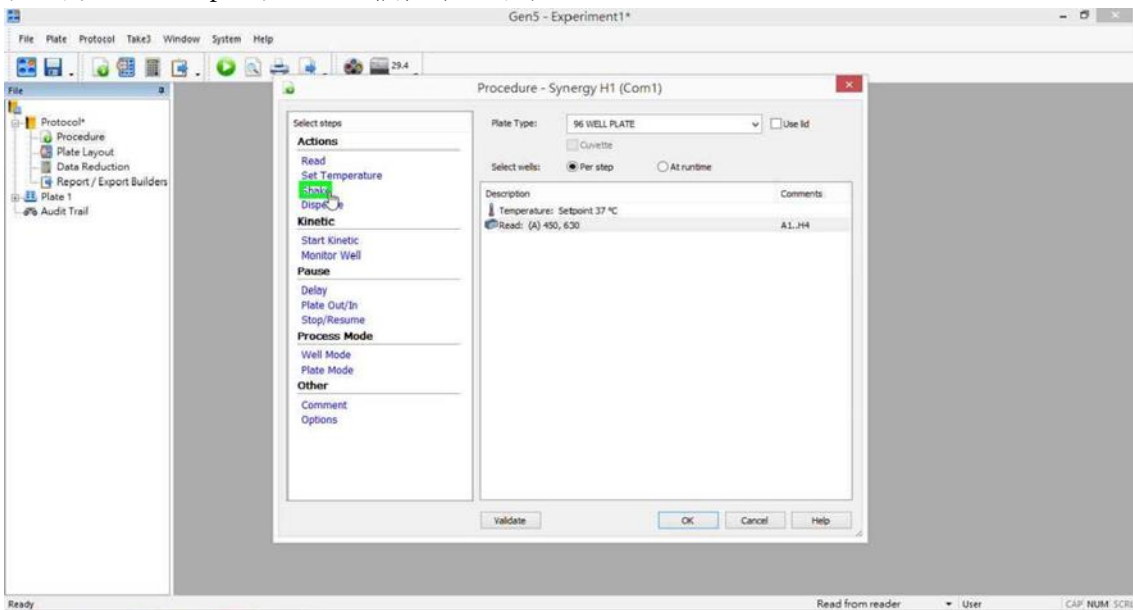 Gen5 - Experiment1*
File Plate Protocol Take3 Window System Help
29.4
File
Protocol*
Procedure
Plate Layout
Data Reduction
Report / Export Builders
Plate 1
Audit Trail
Procedure - Synergy H1 (Com1)
Select steps
Actions
Read
Set Temperature
Shake
Kinetic
Start Kinetic
Monitor Well
Pause
Delay
Plate Out/In
Stop/Resume
Process Mode
Well Mode
Plate Mode
Other
Comment
Options
Plate Type: 96 WELL PLATE Use lid
Cuvette
Select wells: Per step At runtime
Description Comments
Temperature: Setpoint 37 °C
Read: (A) 450, 630 A1..H4
Validate OK Cancel Help
Ready Read from reader User CAP NUM SCRL